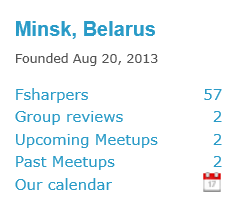 Minsk, Belarus
Founded Aug 20, 2013
Fsharpers 57
Group reviews 2
Upcoming Meetups 2
Past Meetups 2
Our calendar 17